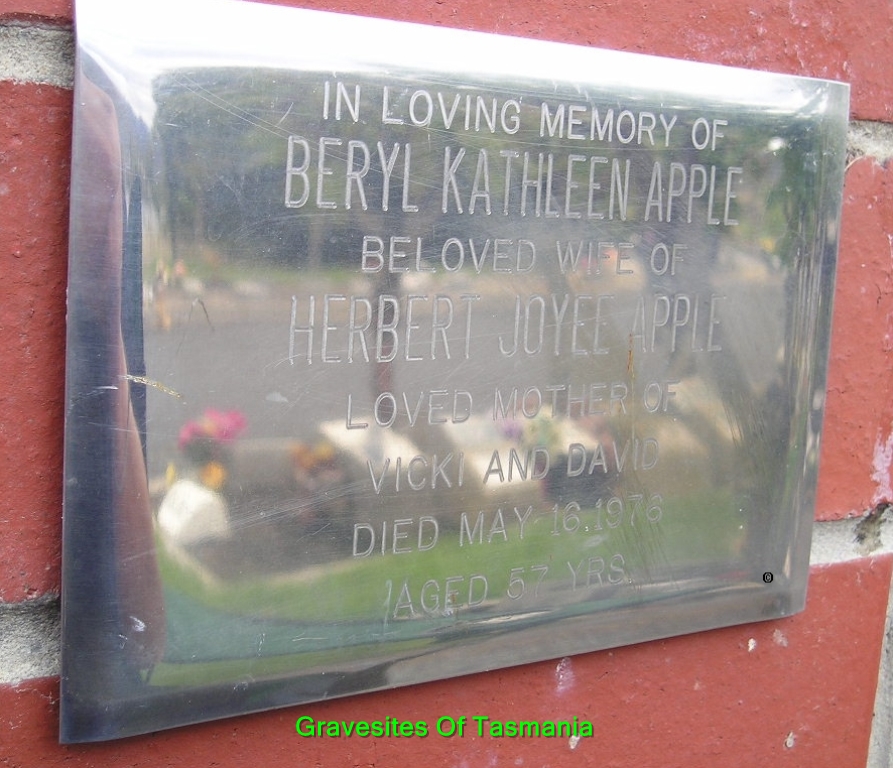 IN LOVING MEMORY OF
BERYL KATHLEEN APPLE
BELOVED WIFE OF
HERBERT JOYEE APPLE
LOVED MOTHER OF
VICKI AND DAVID
DIED MAY 16.1976
AGED 57 YRS.
©
Gravesites Of Tasmania